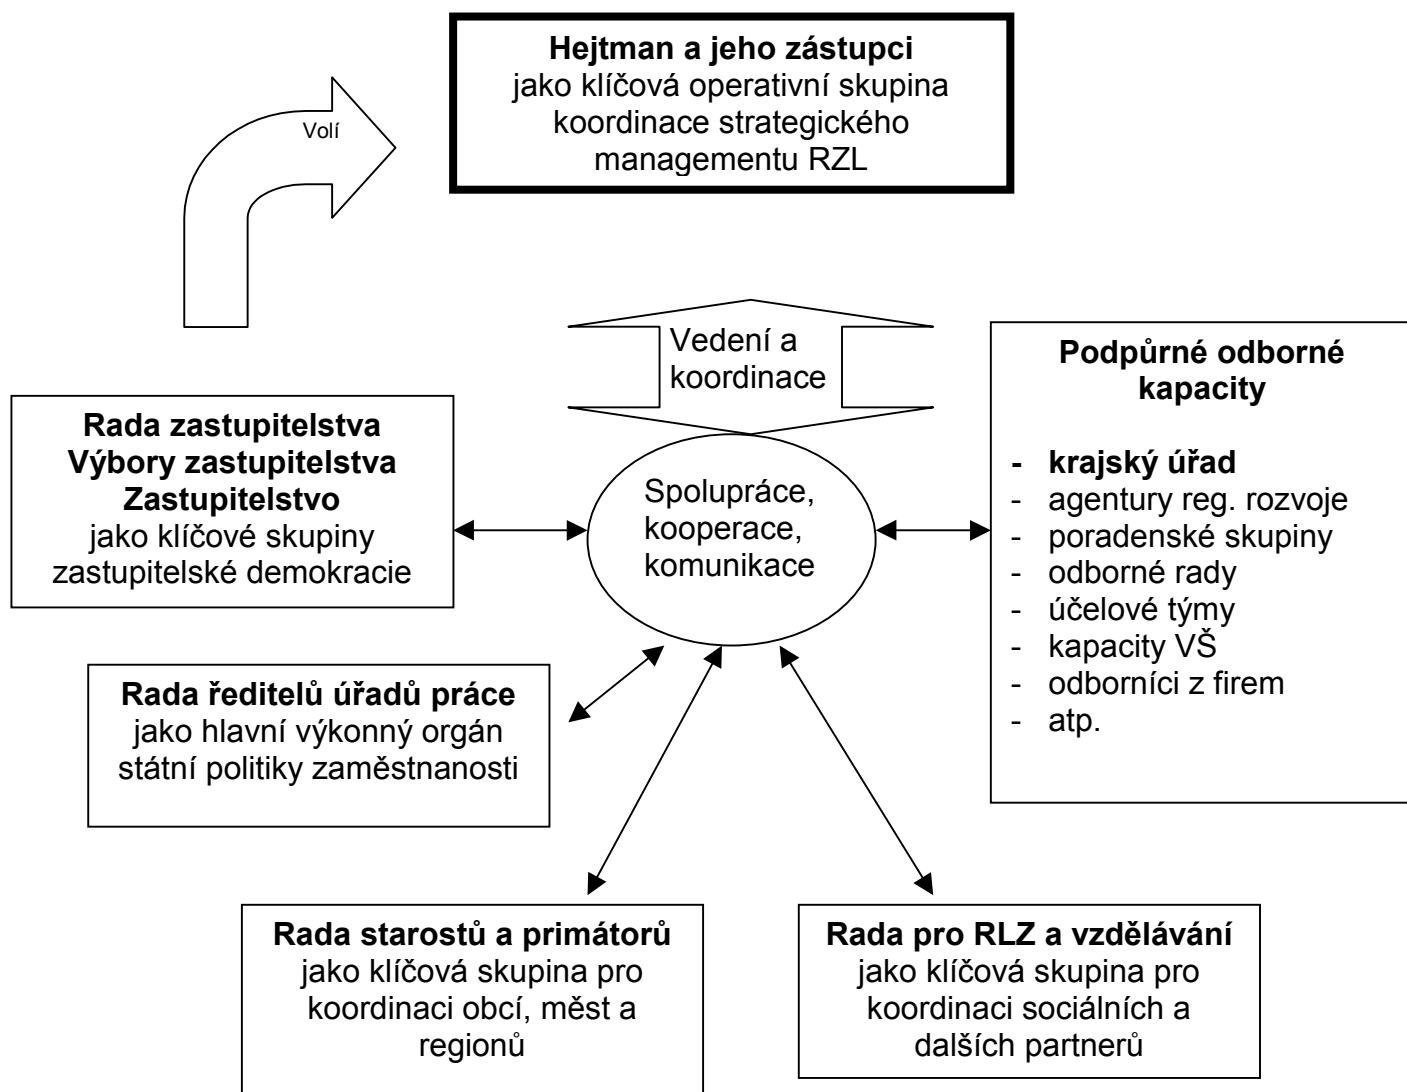 Hejtman a jeho zástupci
jako klíčová operativní skupina
koordinace strategického
managementu RZL
Volí
Vedení a
koordinace
Podpůrné odborné
kapacity
- krajský úřad
- agentury reg. rozvoje
- poradenské skupiny
- odborné rady
- účelové týmy
- kapacity VŠ
- odborníci z firem
- atp.
Rada zastupitelstva
Výbory zastupitelstva
Zastupitelstvo
jako klíčové skupiny
zastupitelské demokracie
Spolupráce,
kooperace,
komunikace
Rada ředitelů úřadů práce
jako hlavní výkonný orgán
státní politiky zaměstnanosti
Rada starostů a primátorů
jako klíčová skupina pro
koordinaci obcí, měst a
regionů
Rada pro RLZ a vzdělávání
jako klíčová skupina pro
koordinaci sociálních a
dalších partnerů